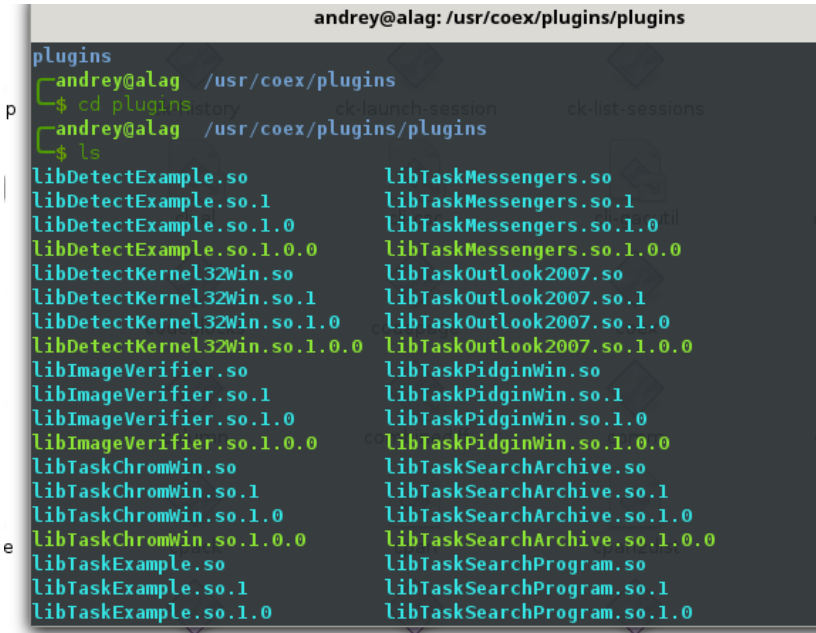 andrey@alag: /usr/coex/plugins/plugins
plugins
andrey@alag /usr/coex/plugins
$ cd plugins
andrey@alag /usr/coex/plugins/plugins
$ ls
libDetectExample.so libTaskMessengers.so
libDetectExample.so.1 libTaskMessengers.so.1
libDetectExample.so.1.0 libTaskMessengers.so.1.0
libDetectExample.so.1.0.0 libTaskMessengers.so.1.0.0
libDetectKernel32Win.so libTaskOutlook2007.so
libDetectKernel32Win.so.1 libTaskOutlook2007.so.1
libDetectKernel32Win.so.1.0 libTaskOutlook2007.so.1.0
libDetectKernel32Win.so.1.0.0 libTaskOutlook2007.so.1.0.0
libImageVerifier.so libTaskPidginWin.so
libImageVerifier.so.1 libTaskPidginWin.so.1
libImageVerifier.so.1.0 libTaskPidginWin.so.1.0
libImageVerifier.so.1.0.0 libTaskPidginWin.so.1.0.0
libTaskChromWin.so libTaskSearchArchive.so
libTaskChromWin.so.1 libTaskSearchArchive.so.1
libTaskChromWin.so.1.0 libTaskSearchArchive.so.1.0
libTaskChromWin.so.1.0.0 libTaskSearchArchive.so.1.0.0
libTaskExample.so libTaskSearchProgram.so
libTaskExample.so.1 libTaskSearchProgram.so.1
libTaskExample.so.1.0 libTaskSearchProgram.so.1.0
ck-launch-session
ck-list-sessions
p
e